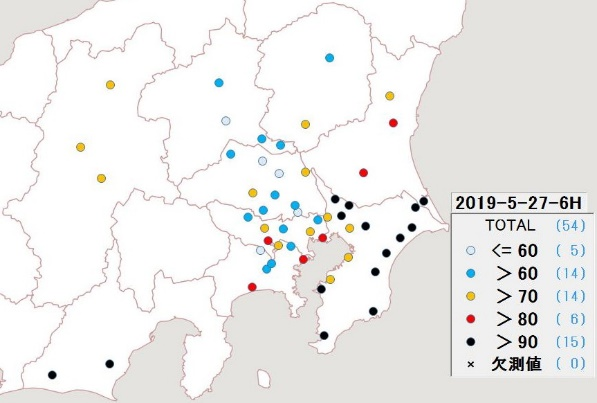 2019-5-27-6H
TOTAL (54)
<= 60 ( 5)
> 60 (14)
> 70 (14)
> 80 ( 6)
> 90 (15)
× 欠測値 ( 0)